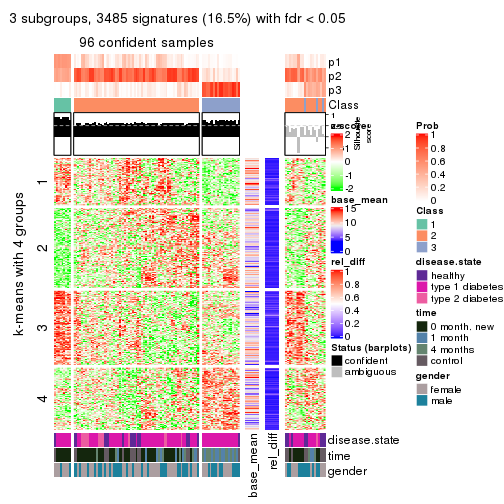 3 subgroups, 3485 signatures (16.5%) with fdr < 0.05
96 confident samples
p1
p2
p3
Class
1
Silhouette
score
z-score
2
1
0
-1
-2
base_mean
15
10
5
0
rel_diff
1
0.8
0.6
0.4
0.2
0
Status (barplots)
confident
ambiguous
Prob
1
0.8
0.6
0.4
0.2
0
Class
1
2
3
disease.state
healthy
type 1 diabetes
type 2 diabetes
time
0 month. new
1 month
4 months
control
gender
female
male
k-means with 4 groups
1
2
3
4
disease.state
time
gender
base_mean
rel_diff